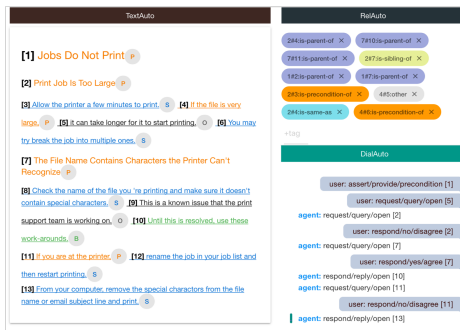 TextAuto
[1] Jobs Do Not Print P
[2] Print Job Is Too Large P
[3] Allow the printer a few minutes to print. S [4] If the file is very
large, P [5] it can take longer for it to start printing. O [6] You may
try break the job into multiple ones. S
[7] The File Name Contains Characters the Printer Can't
Recognize P
[8] Check the name of the file you 're printing and make sure it doesn't
contain special characters. S [9] This is a known issue that the print
support team is working on. O [10] Until this is resolved, use these
work-arounds. B
[11] If you are at the printer, P [12] rename the job in your job list and
then restart printing. S
[13] From your computer, remove the special characters from the file
name or email subject line and print. S
RelAuto
2#4:is-parent-of × 7#10:is-parent-of ×
7#11:is-parent-of × 2#7:is-sibling-of ×
1#2:is-parent-of × 1#7:is-parent-of ×
2#3:is-precondition-of × 4#5:other ×
2#4:is-same-as × 4#6:is-precondition-of ×
+tag
DialAuto
user: assert/provide/precondition [1]
user: request/query/open [5]
agent: request/query/open [2]
user: respond/no/disagree [2]
agent: request/query/open [7]
user: respond/yes/agree [7]
agent: respond/reply/open [10]
agent: request/query/open [11]
user: respond/no/disagree [11]
agent: respond/reply/open [13]